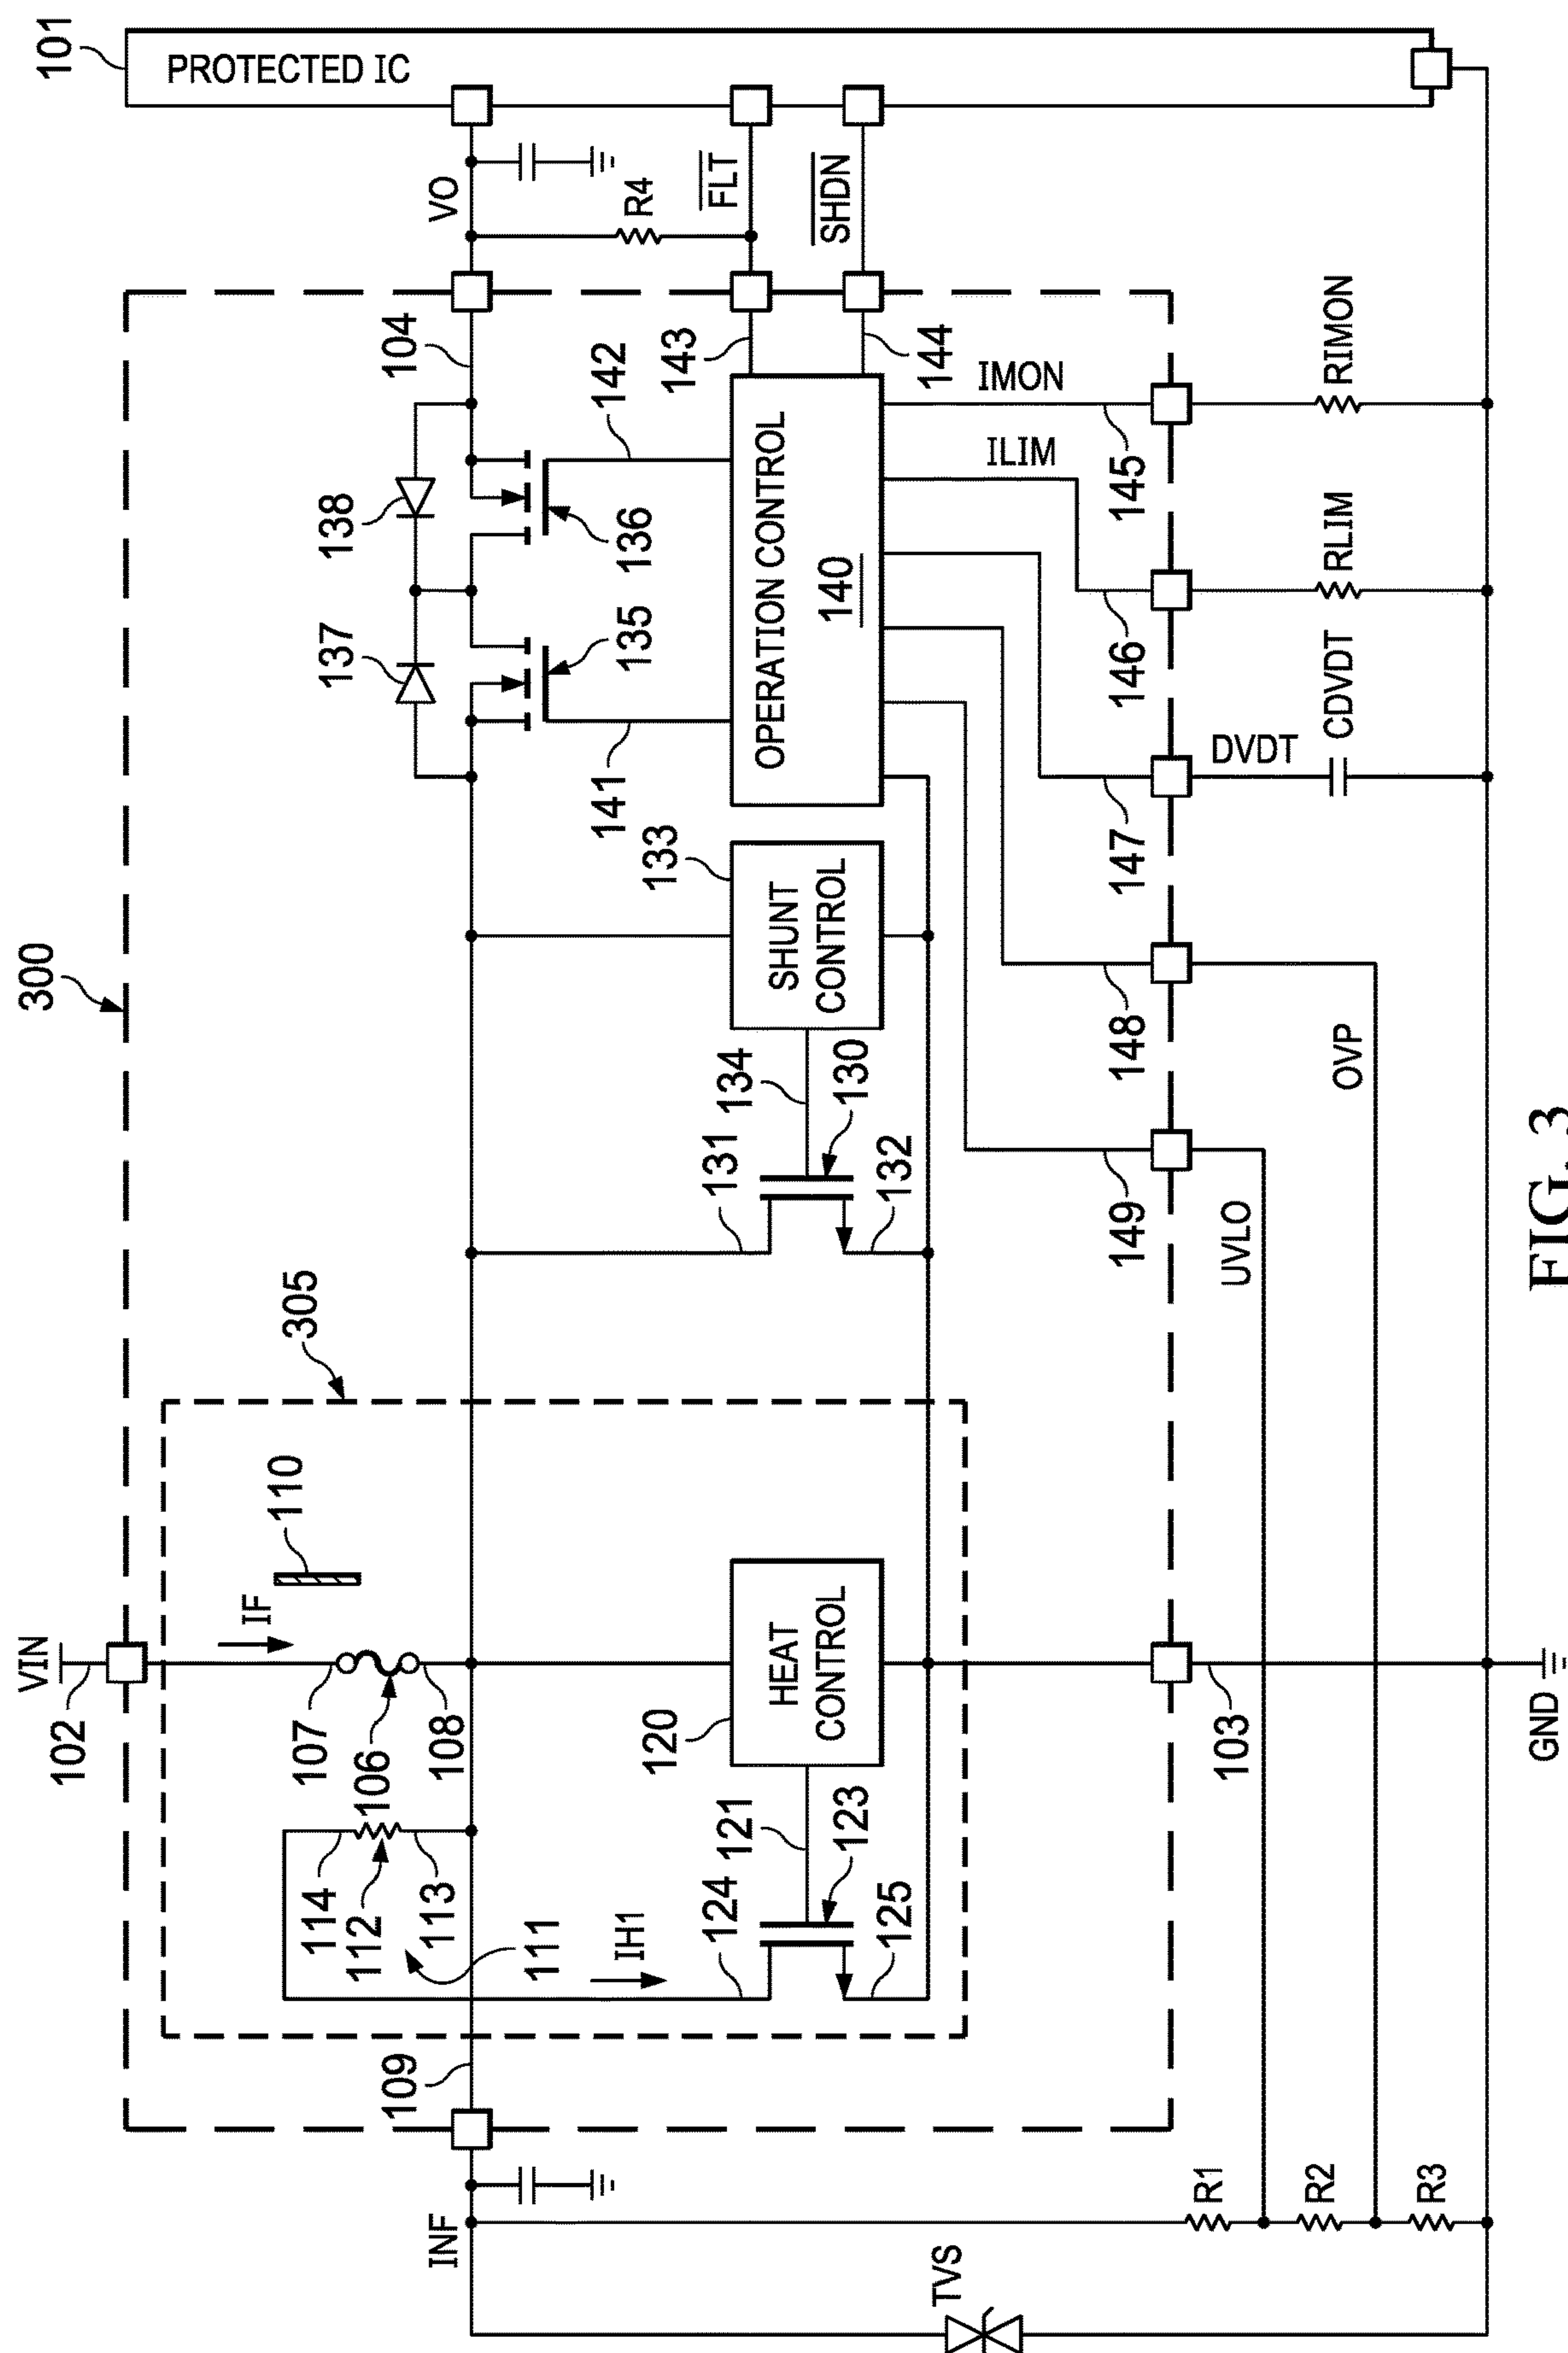 300
VIN
102
305
PROTECTED IC
101
IF
110
107
106
108
114
112
113
111
109
INF
IH1
137
138
104
VO
135
136
141
142
R4
143
FLT
144
SHDN
HEAT
CONTROL
120
121
123
124
125
131
134
130
132
SHUNT
CONTROL
133
OPERATION CONTROL
140
IMON
ILIM
145
146
147
148
149
103
TVS
R1
R2
R3
UVLO
OVP
DVDT
CDVDT
RLIM
RIMON
GND
FIG. 3